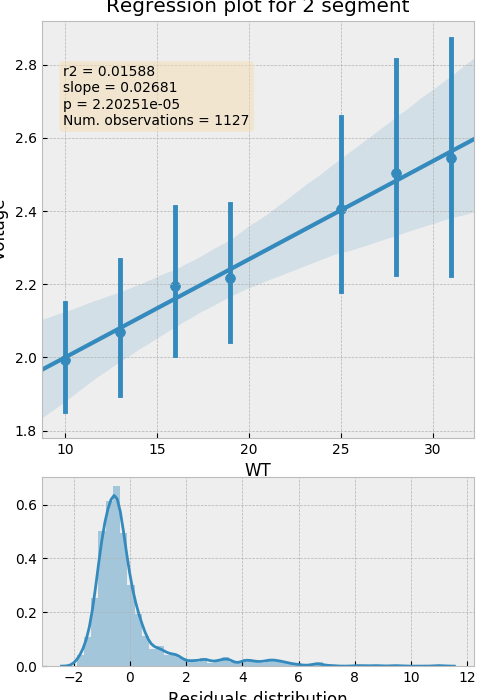 Regression plot for 2 segment
r2 = 0.01588
slope = 0.02681
p = 2.20251e-05
Num. observations = 1127
2.8
2.6
2.4
2.2
2.0
1.8
Voltage
10 15 20 25 30
WT
0.6
0.4
0.2
0.0
−2 0 2 4 6 8 10 12
Residuals distribution